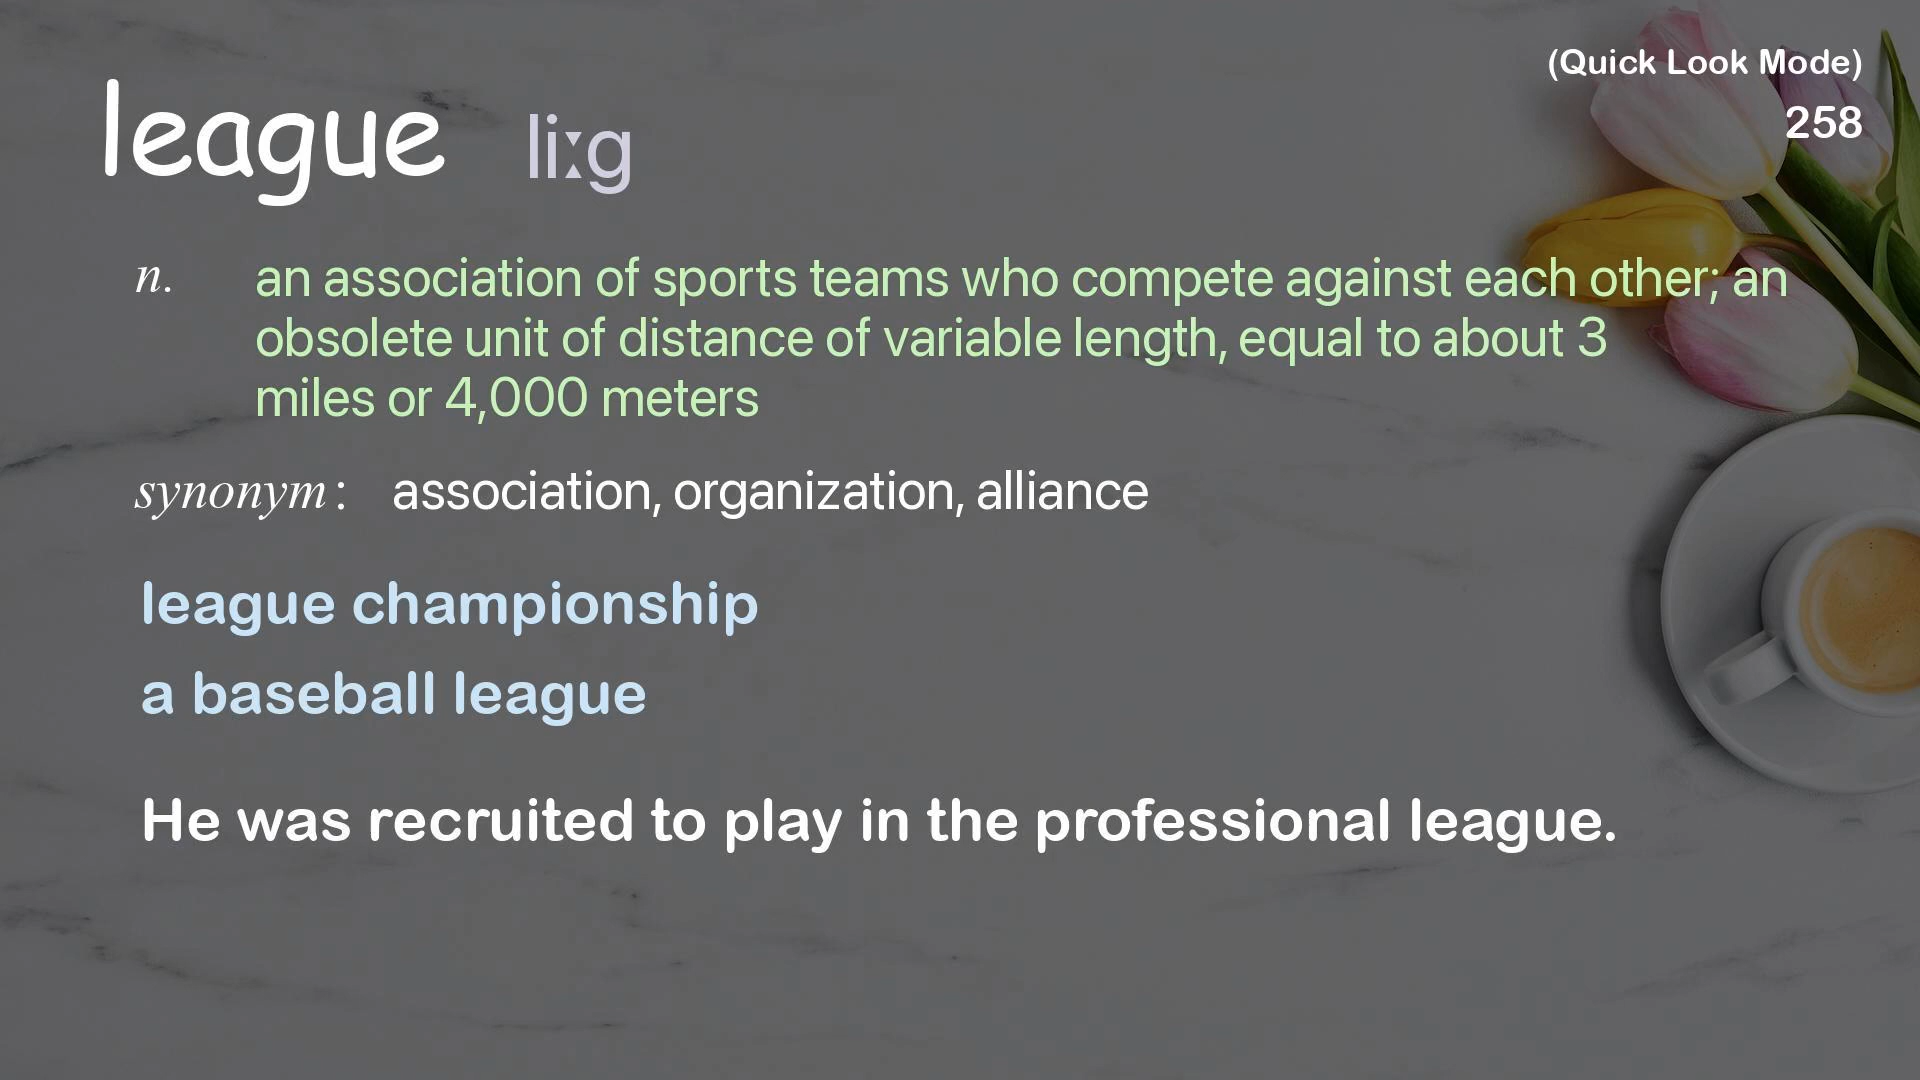 (Quick Look Mode)
league liːg
258
n. an association of sports teams who compete against each other; an
obsolete unit of distance of variable length, equal to about 3
miles or 4,000 meters
synonym: association, organization, alliance
league championship
a baseball league
He was recruited to play in the professional league.